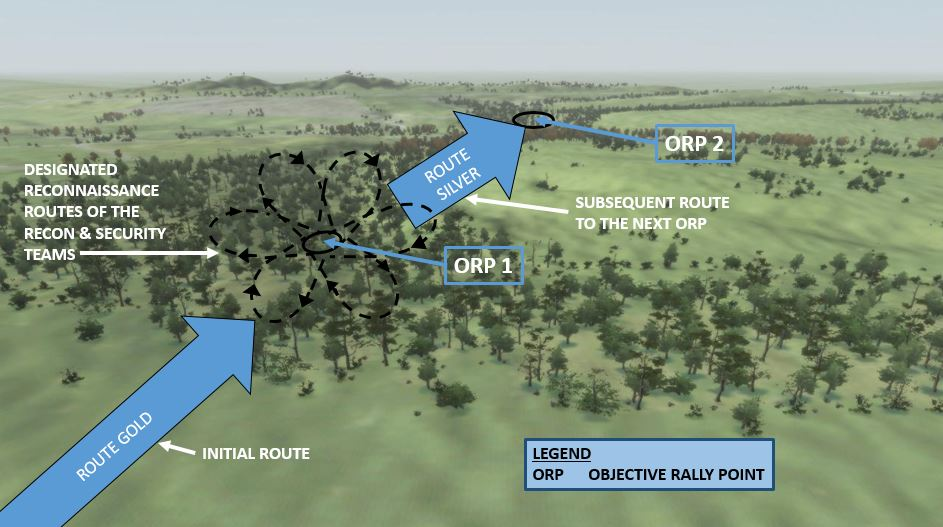 ORP 2
ROUTE
SILVER
DESIGNATED
RECONNAISSANCE
ROUTES OF THE
RECON & SECURITY
TEAMS
SUBSEQUENT ROUTE
TO THE NEXT ORP
ORP 1
ROUTE GOLD
INITIAL ROUTE
LEGEND
ORP OBJECTIVE RALLY POINT